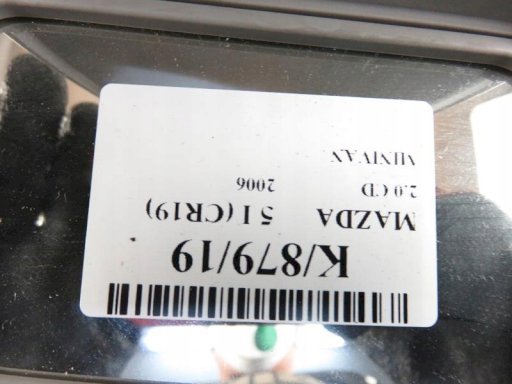 K/879/19
MAZDA 5 I (CR19)
2.0 CD 2006
MINIVAN